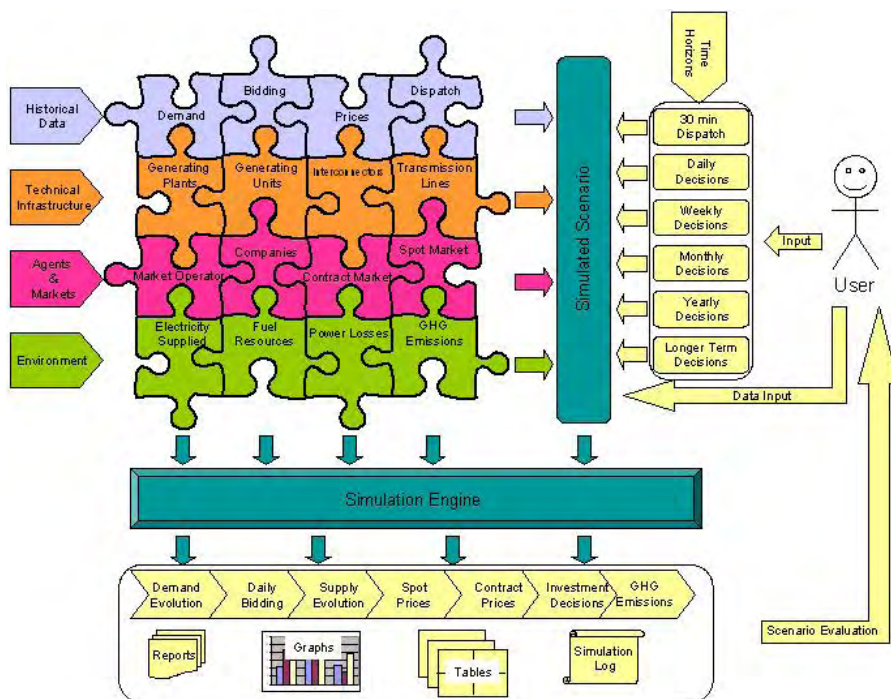 Time
Horizons
Historical
Data
Demand
Bidding
Prices
Dispatch
30 min
Dispatch
Technical
Infrastructure
Generating
Plants
Generating
Units
Interconnectors
Transmission
Lines
Daily
Decisions
Weekly
Decisions
Agents
&
Markets
Market Operator
Companies
Contract Market
Spot Market
Simulated Scenario
Monthly
Decisions
Input
User
Environment
Electricity
Supplied
Fuel
Resources
Power Losses
GHG
Emissions
Yearly
Decisions
Longer Term
Decisions
Data Input
Simulation Engine
Demand
Evolution
Daily
Bidding
Supply
Evolution
Spot
Prices
Contract
Prices
Investment
Decisions
GHG
Emissions
Scenario Evaluation
Reports
Graphs
Tables
Simulation
Log